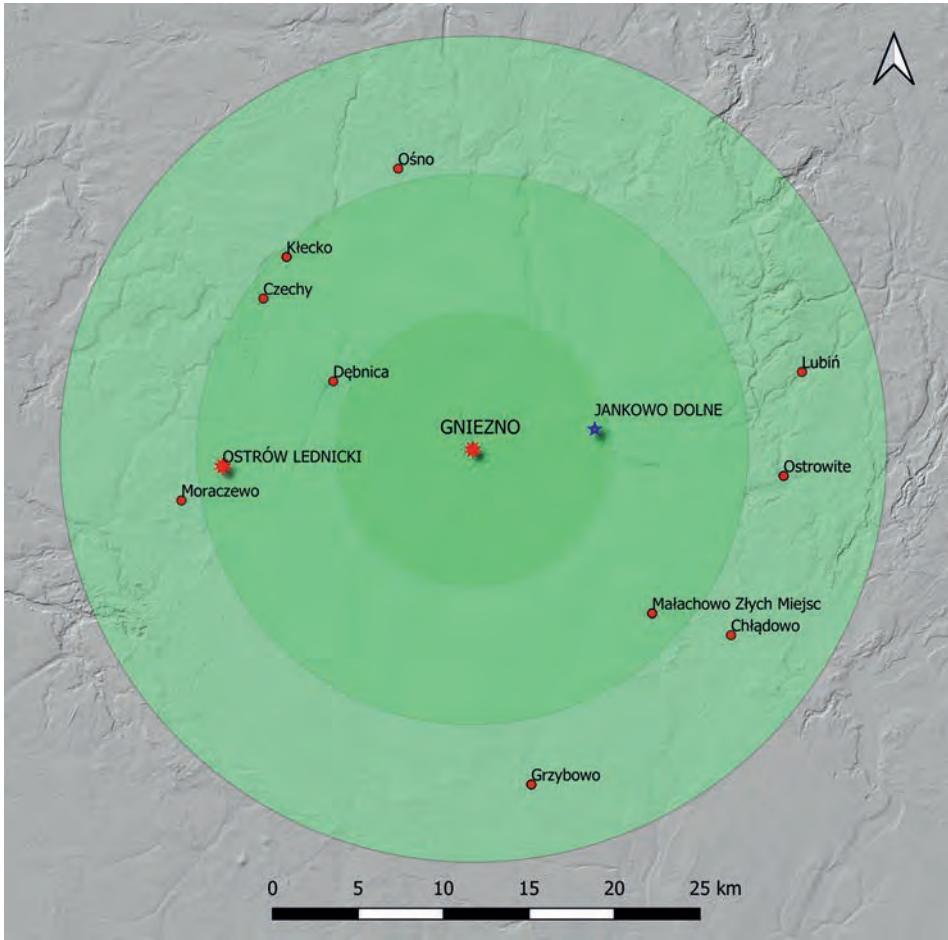 Ośno
Kłecko
Czechy
Dębnica
Lubiń
JANKOWO DOLNE
GNIEZNO
OSTRÓW LEDNICKI
Ostrowite
Moraczewo
Małachowo Złych Miejsc
Chłądowo
Grzybowo
0 5 10 15 20 25 km